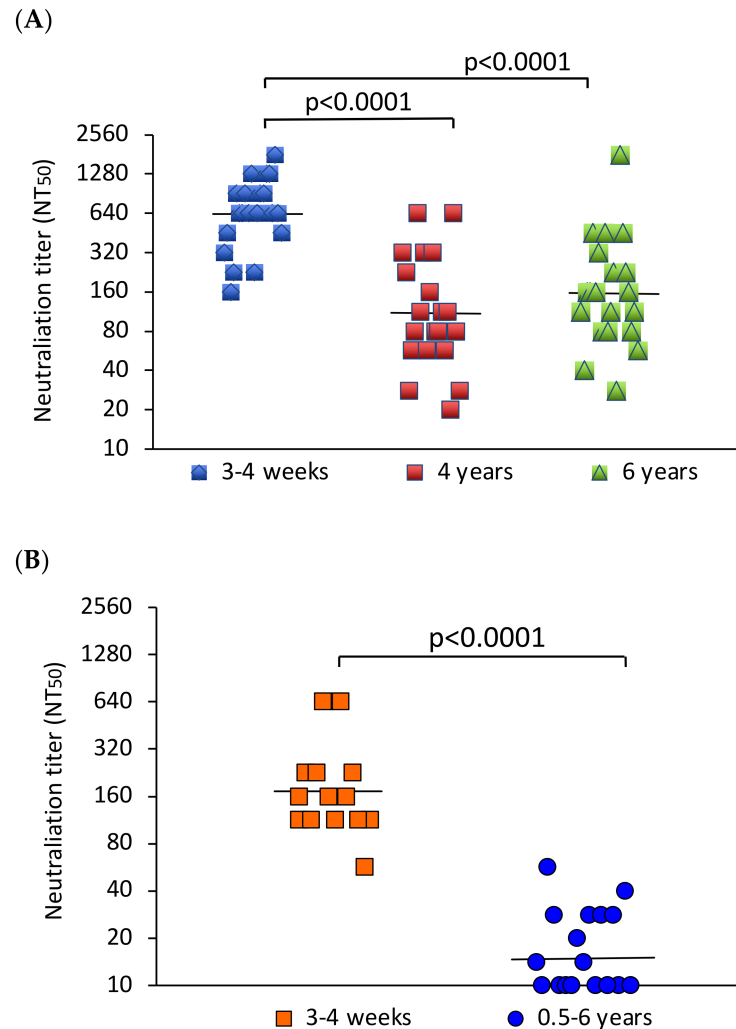 (A)
p<0.0001
p<0.0001
Neutraliation titer (NT50)
2560
1280
640
320
160
80
40
20
10
3-4 weeks
4 years
6 years
(B)
p<0.0001
Neutraliation titer (NT50)
2560
1280
640
320
160
80
40
20
10
3-4 weeks
0.5-6 years